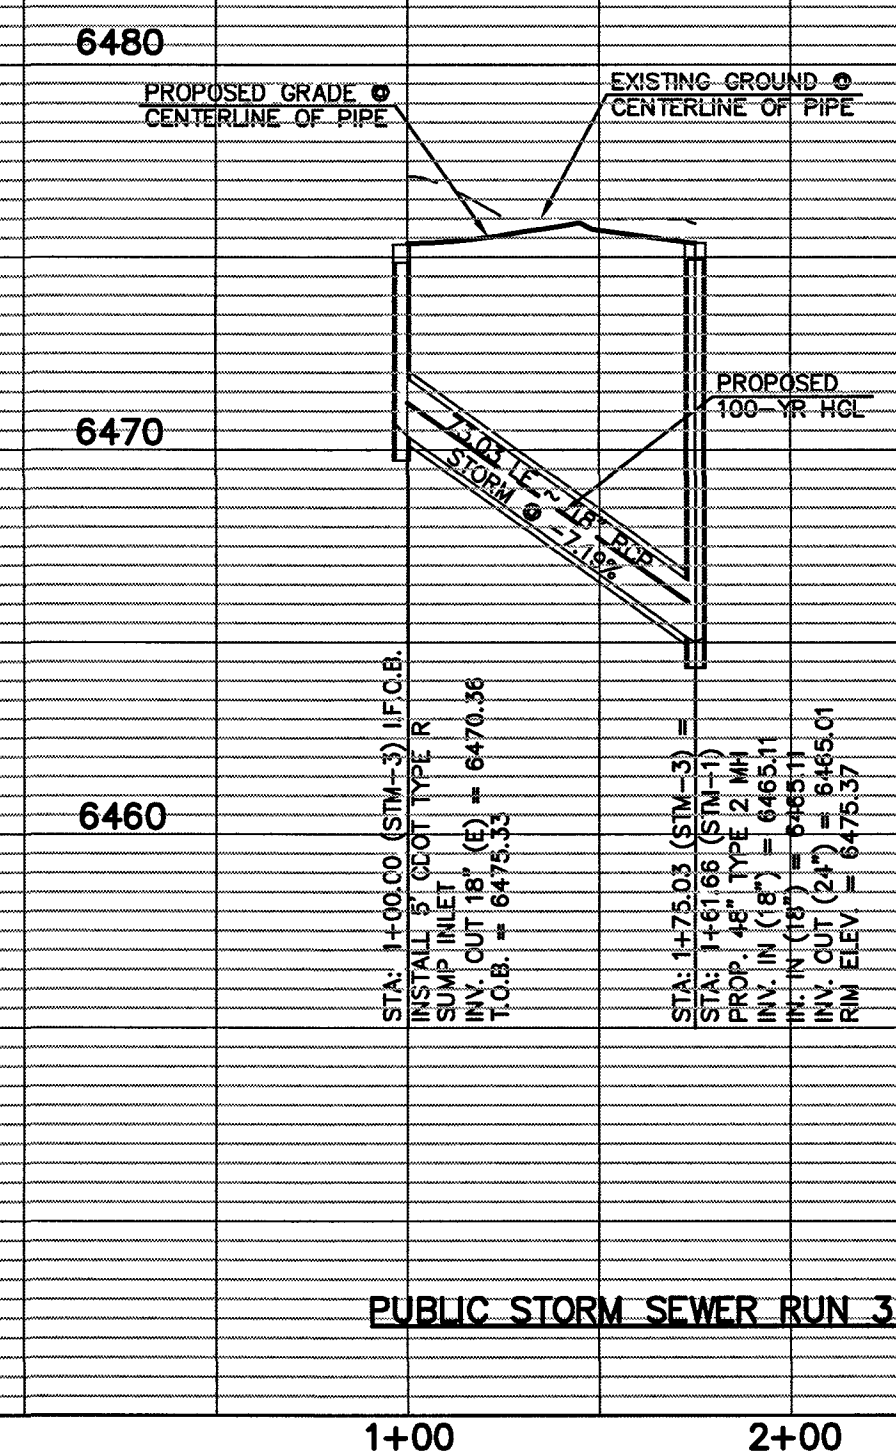 6480
PROPOSED GRADE @
CENTERLINE OF PIPE
EXISTING GROUND @
CENTERLINE OF PIPE
PROPOSED
100-YR HGL
6470
75.03 LF ~ 18" RCP
STORM @ -7.19%
6460
STA: 1+00.00 (STM-3) I.F.O.B.
INSTALL 5' CDOT TYPE R
SUMP INLET
INV. OUT 18" (E) = 6470.36
T.O.B. = 6475.33
STA: 1+75.03 (STM-3) =
STA: 1+61.66 (STM-1)
PROP. 48" TYPE 2 MH
INV. IN (18") = 6465.11
IN. IN (18") = 6465.11
INV. OUT (24") = 6465.01
RIM ELEV. = 6475.37
PUBLIC STORM SEWER RUN 3
1+00
2+00